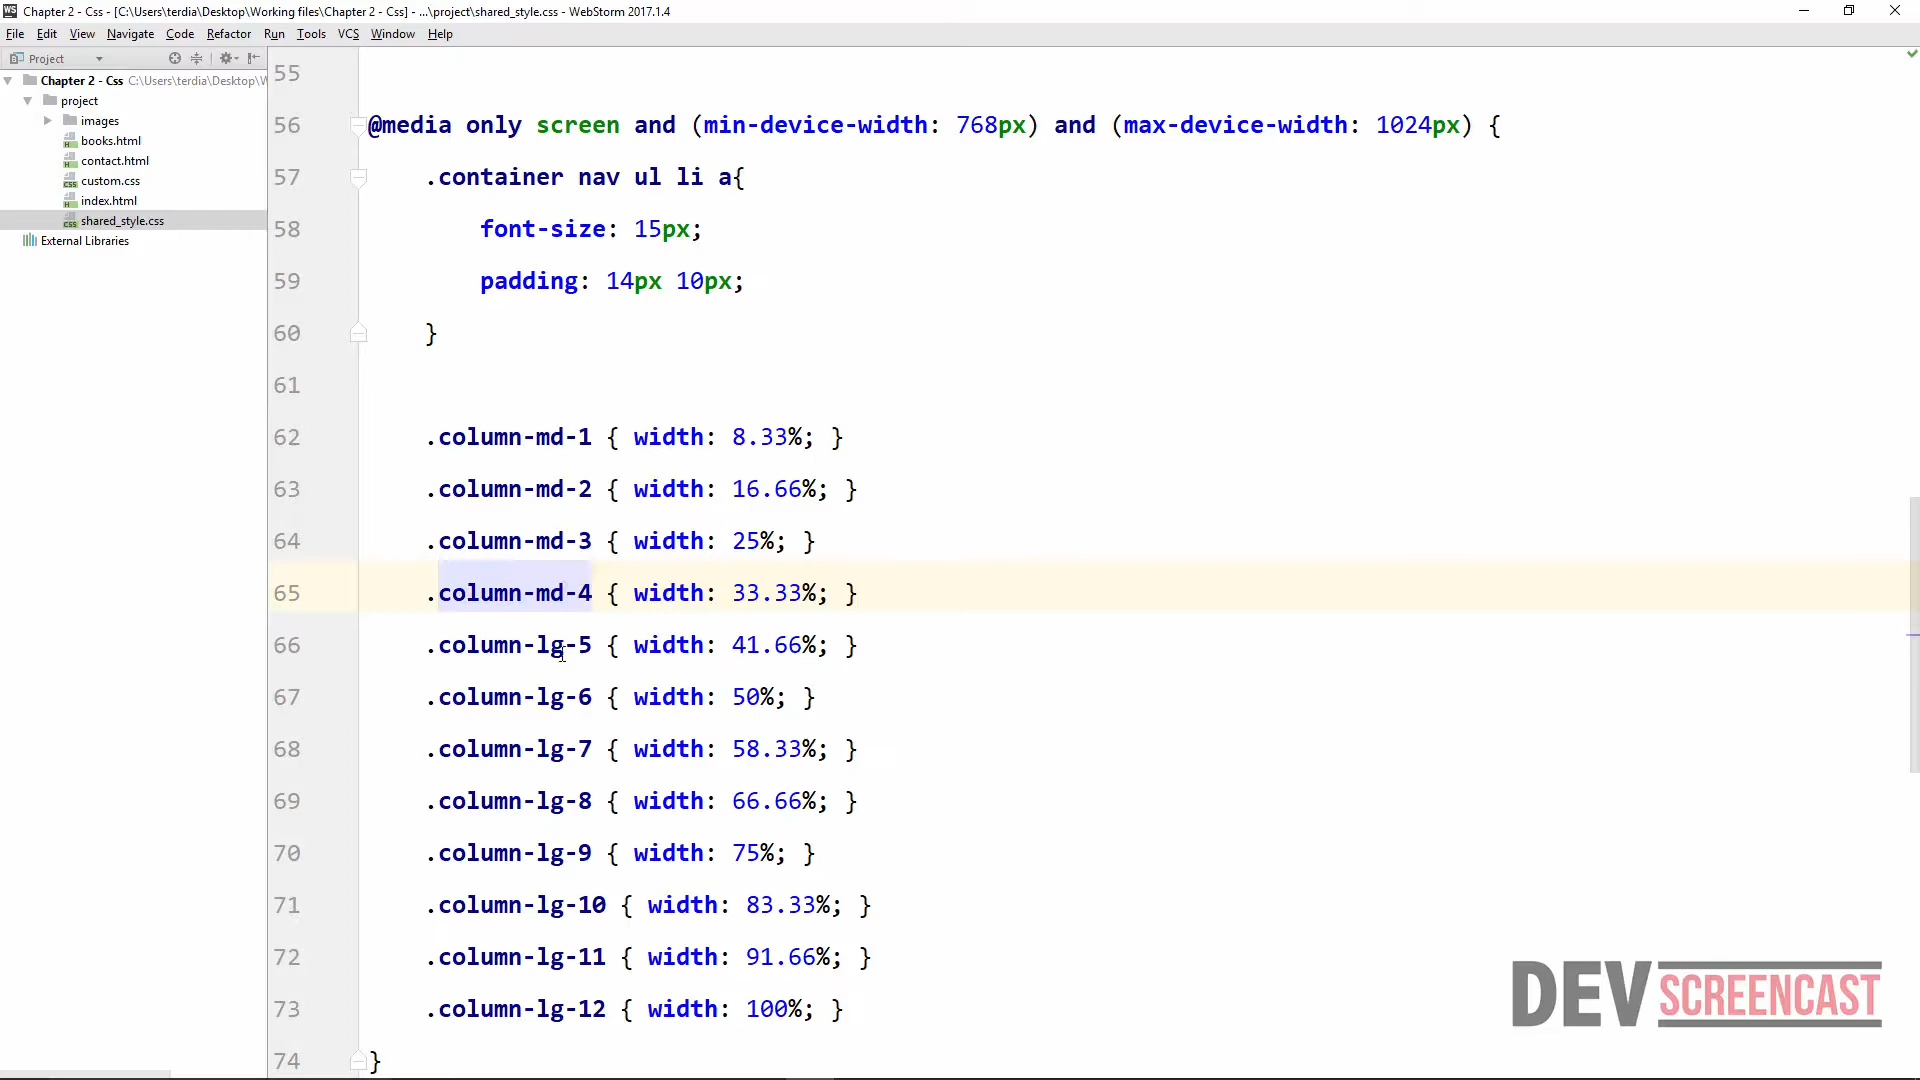 WS Chapter 2 - Css - [C:\Users\terdia\Desktop\Working files\Chapter 2 - Css] - ...\project\shared_style.css - WebStorm 2017.1.4
File Edit View Navigate Code Refactor Run Tools VCS Window Help
Project
Chapter 2 - Css C:\Users\terdia\Desktop\W
project
images
books.html
contact.html
custom.css
index.html
shared_style.css
External Libraries
55
56 @media only screen and (min-device-width: 768px) and (max-device-width: 1024px) {
57 .container nav ul li a{
58 font-size: 15px;
59 padding: 14px 10px;
60 }
61
62 .column-md-1 { width: 8.33%; }
63 .column-md-2 { width: 16.66%; }
64 .column-md-3 { width: 25%; }
65 .column-md-4 { width: 33.33%; }
66 .column-lg-5 { width: 41.66%; }
67 .column-lg-6 { width: 50%; }
68 .column-lg-7 { width: 58.33%; }
69 .column-lg-8 { width: 66.66%; }
70 .column-lg-9 { width: 75%; }
71 .column-lg-10 { width: 83.33%; }
72 .column-lg-11 { width: 91.66%; }
73 .column-lg-12 { width: 100%; }
74 }
DEV SCREENCAST